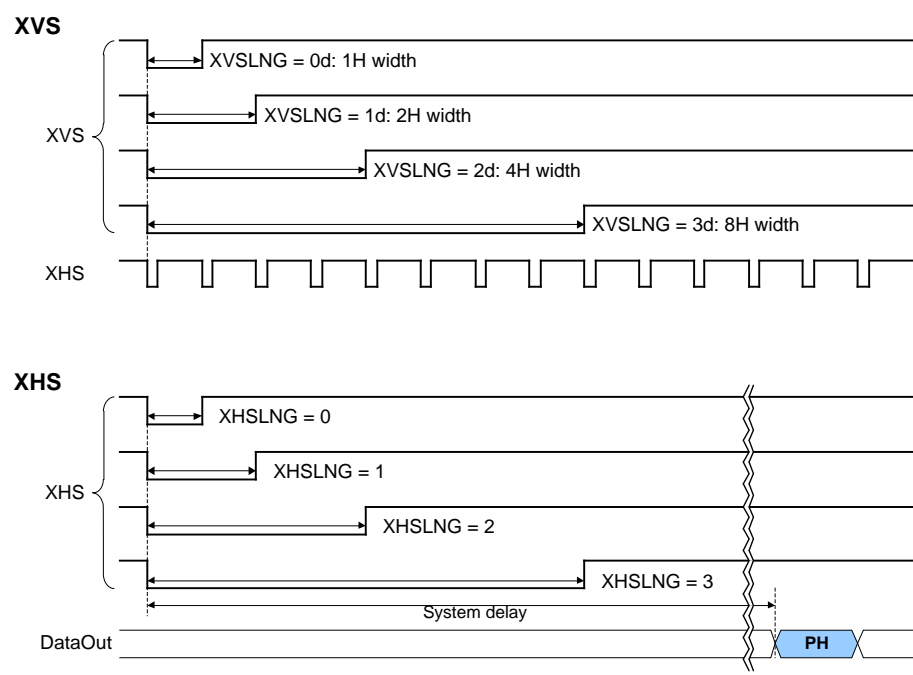 XVS
XVSLNG = 0d: 1H width
XVSLNG = 1d: 2H width
XVS
XVSLNG = 2d: 4H width
XVSLNG = 3d: 8H width
XHS
XHS
XHSLNG = 0
XHSLNG = 1
XHS
XHSLNG = 2
XHSLNG = 3
System delay
DataOut
PH